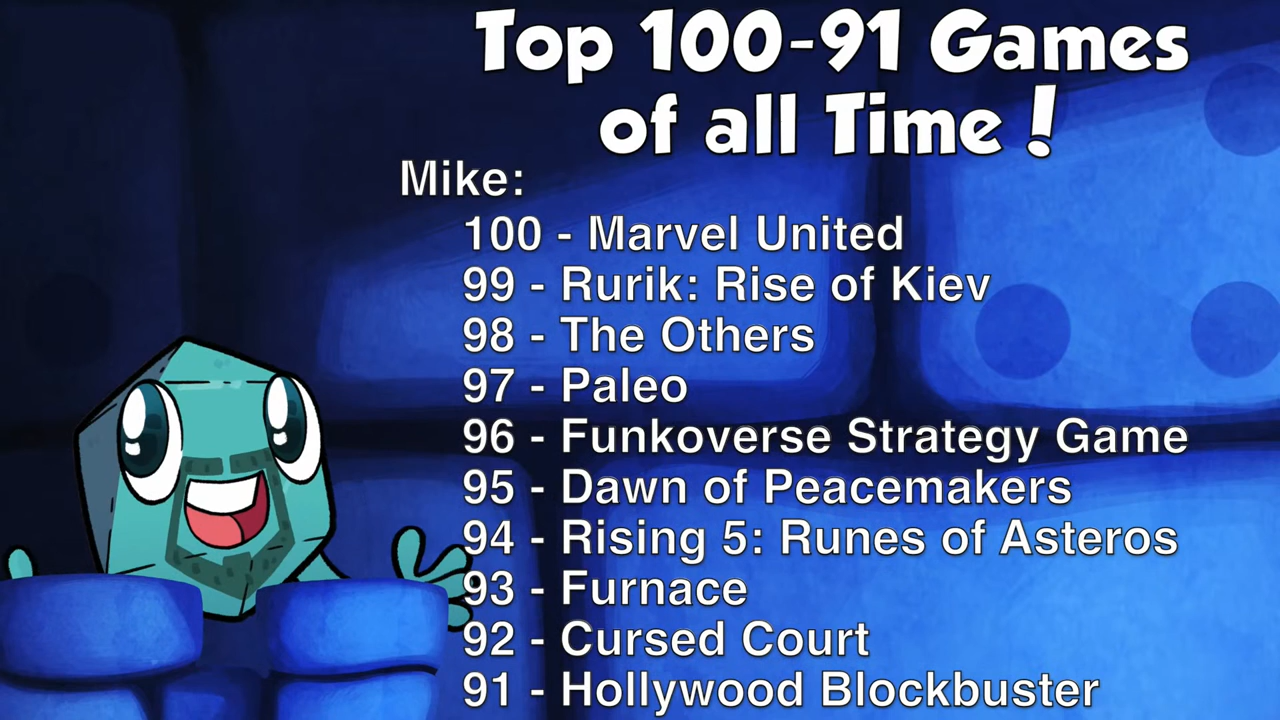 Top 100-91 Games
of all Time!
Mike:
100 - Marvel United
99 - Rurik: Rise of Kiev
98 - The Others
97 - Paleo
96 - Funkoverse Strategy Game
95 - Dawn of Peacemakers
94 - Rising 5: Runes of Asteros
93 - Furnace
92 - Cursed Court
91 - Hollywood Blockbuster